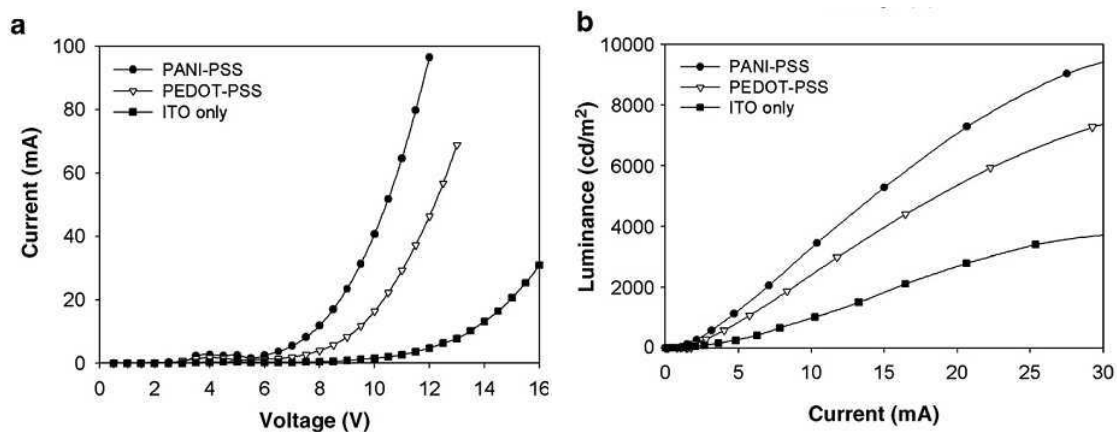 a
b
PANI-PSS
PEDOT-PSS
ITO only
Current (mA)
100
80
60
40
20
0
0 2 4 6 8 10 12 14 16
Voltage (V)
PANI-PSS
PEDOT-PSS
ITO only
Luminance (cd/m²)
10000
8000
6000
4000
2000
0
0 5 10 15 20 25 30
Current (mA)